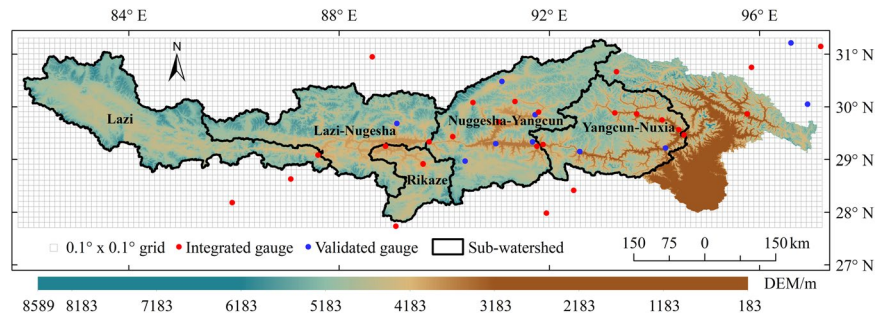 84° E 88° E 92° E 96° E
N
31° N
30° N
29° N
28° N
27° N
Lazi
Lazi-Nugesha
Nuggesha-Yangcun
Yangcun-Nuxia
Rikaze
0.1° x 0.1° grid Integrated gauge Validated gauge Sub-watershed
150 75 0 150 km
DEM/m
8589 8183 7183 6183 5183 4183 3183 2183 1183 183